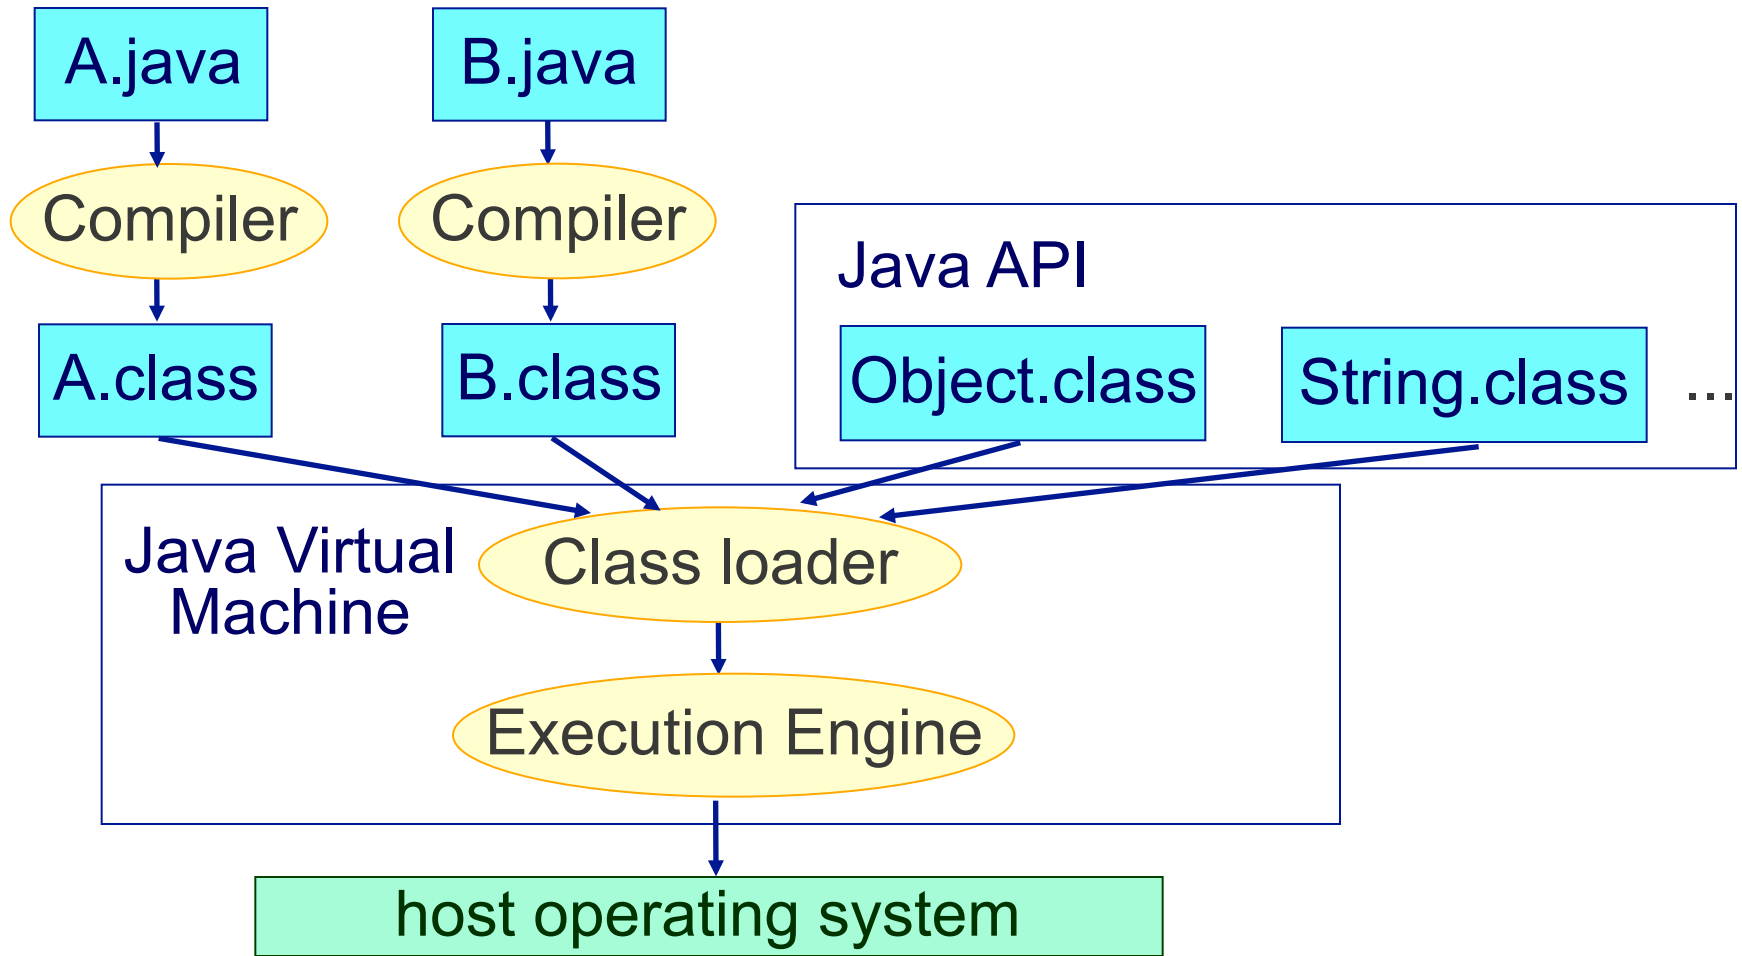 A.java
B.java
Compiler
Compiler
Java API
A.class
B.class
Object.class
String.class
...
Java Virtual
Machine
Class loader
Execution Engine
host operating system